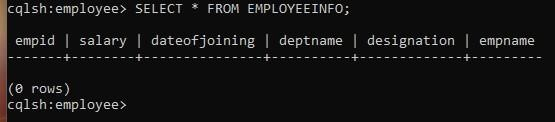 cqlsh:employee> SELECT * FROM EMPLOYEEINFO;
empid | salary | dateofjoining | deptname | designation | empname
-------+--------+---------------+----------+-------------+---------
(0 rows)
cqlsh:employee>